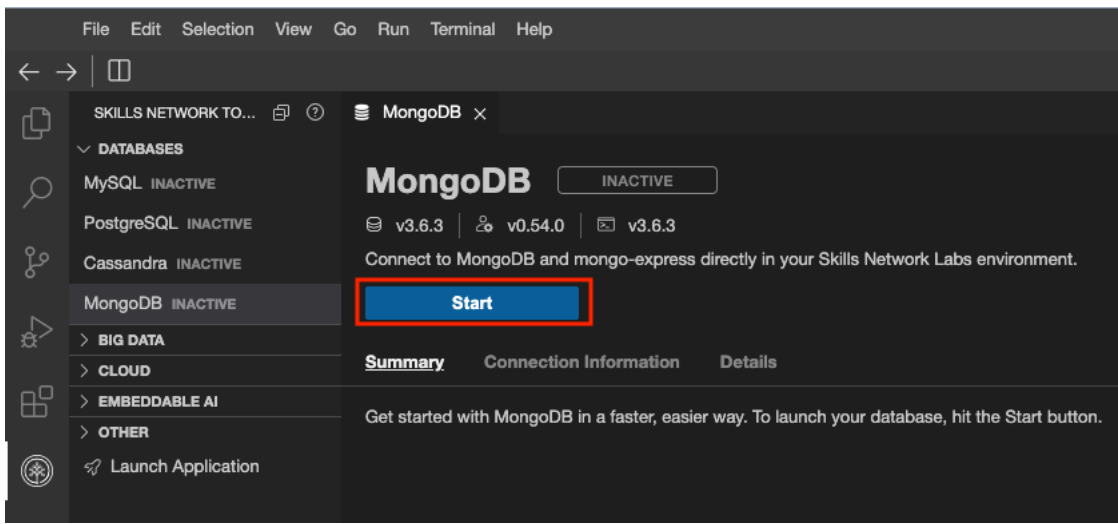 File Edit Selection View Go Run Terminal Help
SKILLS NETWORK TO...
DATABASES
MySQL INACTIVE
PostgreSQL INACTIVE
Cassandra INACTIVE
MongoDB INACTIVE
BIG DATA
CLOUD
EMBEDDABLE AI
OTHER
Launch Application
MongoDB
MongoDB INACTIVE
v3.6.3 v0.54.0 v3.6.3
Connect to MongoDB and mongo-express directly in your Skills Network Labs environment.
Start
Summary Connection Information Details
Get started with MongoDB in a faster, easier way. To launch your database, hit the Start button.